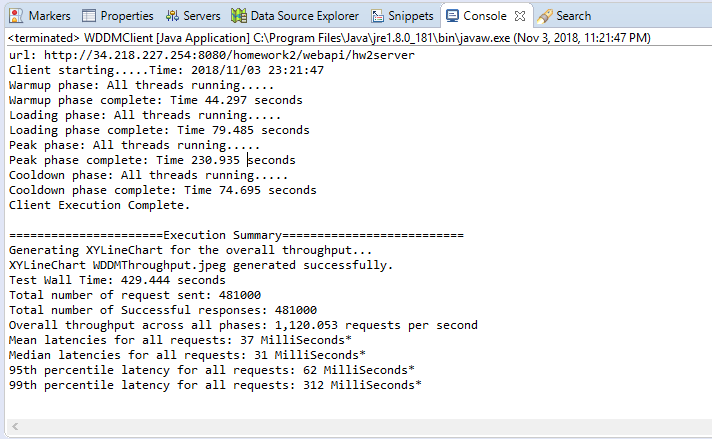 Markers Properties Servers Data Source Explorer Snippets Console Search
<terminated> WDDMClient [Java Application] C:\Program Files\Java\jre1.8.0_181\bin\javaw.exe (Nov 3, 2018, 11:21:47 PM)
url: http://34.218.227.254:8080/homework2/webapi/hw2server
Client starting.....Time: 2018/11/03 23:21:47
Warmup phase: All threads running.....
Warmup phase complete: Time 44.297 seconds
Loading phase: All threads running.....
Loading phase complete: Time 79.485 seconds
Peak phase: All threads running.....
Peak phase complete: Time 230.935 seconds
Cooldown phase: All threads running.....
Cooldown phase complete: Time 74.695 seconds
Client Execution Complete.

======================Execution Summary==========================
Generating XYLineChart for the overall throughput...
XYLineChart WDDMThroughput.jpeg generated successfully.
Test Wall Time: 429.444 seconds
Total number of request sent: 481000
Total number of Successful responses: 481000
Overall throughput across all phases: 1,120.053 requests per second
Mean latencies for all requests: 37 MilliSeconds*
Median latencies for all requests: 31 MilliSeconds*
95th percentile latency for all requests: 62 MilliSeconds*
99th percentile latency for all requests: 312 MilliSeconds*